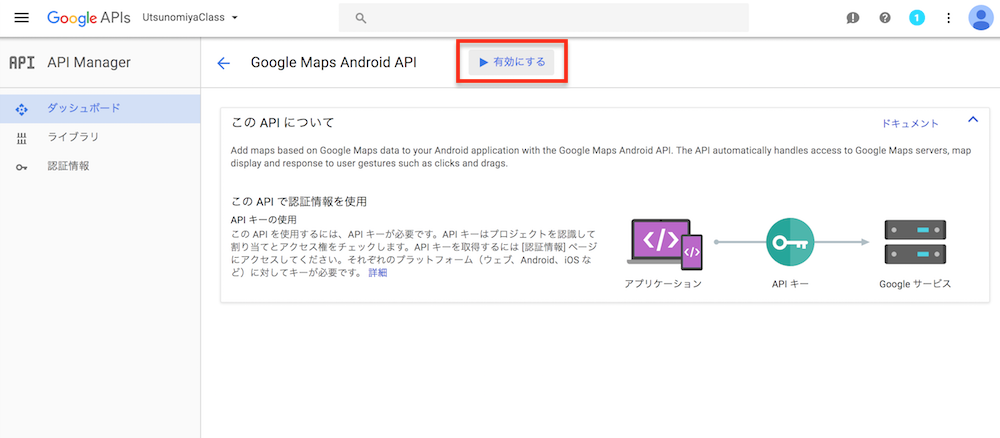 Google APIs UtsunomiyaClass 1
API API Manager
Google Maps Android API
有効にする
ダッシュボード
ライブラリ
認証情報
この API について
ドキュメント
Add maps based on Google Maps data to your Android application with the Google Maps Android API. The API automatically handles access to Google Maps servers, map
display and response to user gestures such as clicks and drags.
この API で認証情報を使用
API キーの使用
この API を使用するには、API キーが必要です。API キーはプロジェクトを認識して
割り当てとアクセス権をチェックします。API キーを取得するには [認証情報] ページ
にアクセスしてください。それぞれのプラットフォーム（ウェブ、Android、iOS な
ど）に対してキーが必要です。 詳細
</>
</>
アプリケーション
API キー
Google サービス